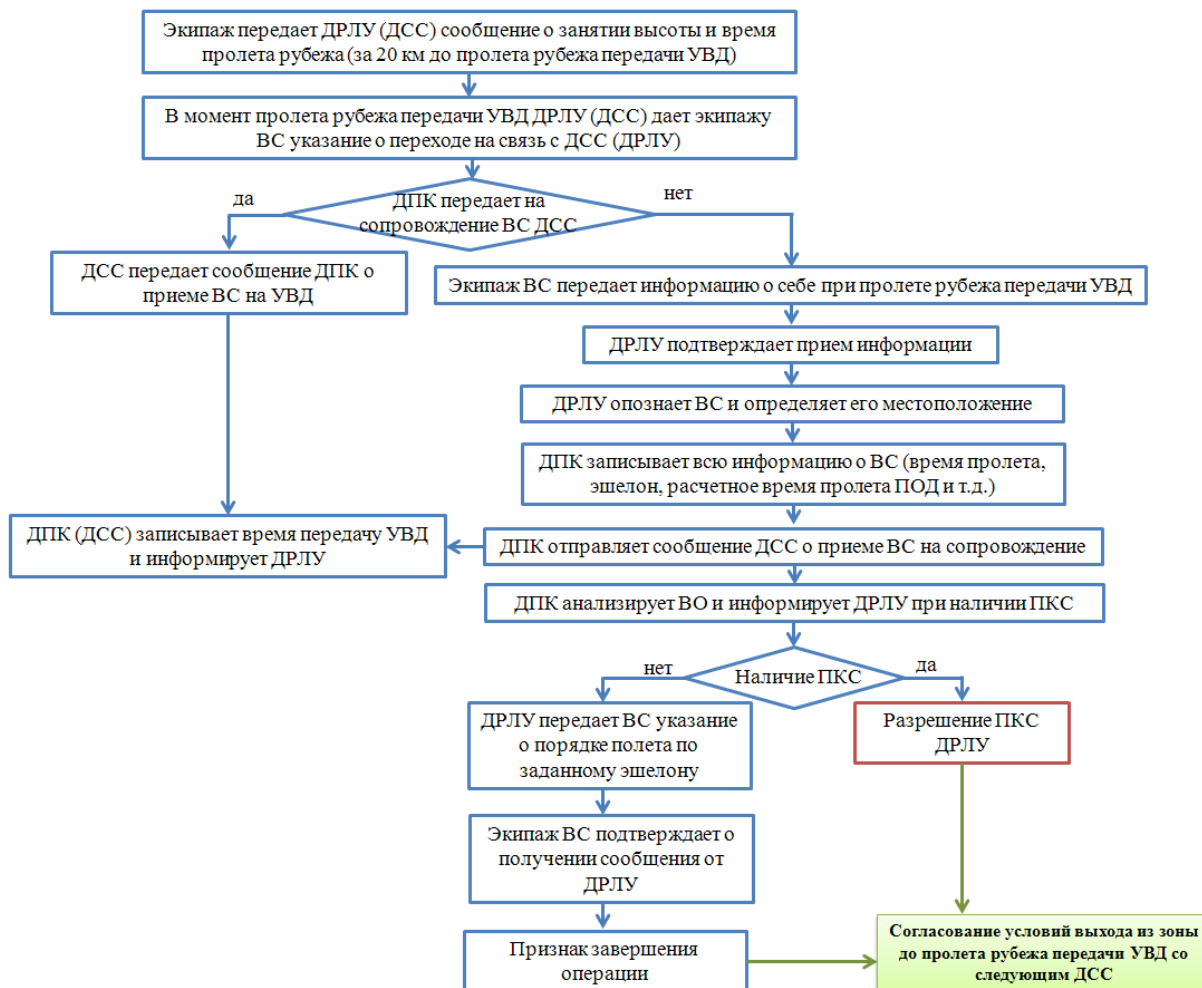 Экипаж передает ДРЛУ (ДСС) сообщение о занятии высоты и время
пролета рубежа (за 20 км до пролета рубежа передачи УВД)
В момент пролета рубежа передачи УВД ДРЛУ (ДСС) дает экипажу
ВС указание о переходе на связь с ДСС (ДРЛУ)
да
ДПК передает на
сопровождение ВС ДСС
нет
ДСС передает сообщение ДПК о
приеме ВС на УВД
Экипаж ВС передает информацию о себе при пролете рубежа передачи УВД
ДРЛУ подтверждает прием информации
ДРЛУ опознает ВС и определяет его местоположение
ДПК записывает всю информацию о ВС (время пролета,
эшелон, расчетное время пролета ПОД и т.д.)
ДПК (ДСС) записывает время передачу УВД
и информирует ДРЛУ
ДПК отправляет сообщение ДСС о приеме ВС на сопровождение
ДПК анализирует ВО и информирует ДРЛУ при наличии ПКС
нет
Наличие ПКС
да
ДРЛУ передает ВС указание
о порядке полета по
заданному эшелону
Разрешение ПКС
ДРЛУ
Экипаж ВС подтверждает о
получении сообщения от
ДРЛУ
Признак завершения
операции
Согласование условий выхода из зоны
до пролета рубежа передачи УВД со
следующим ДСС